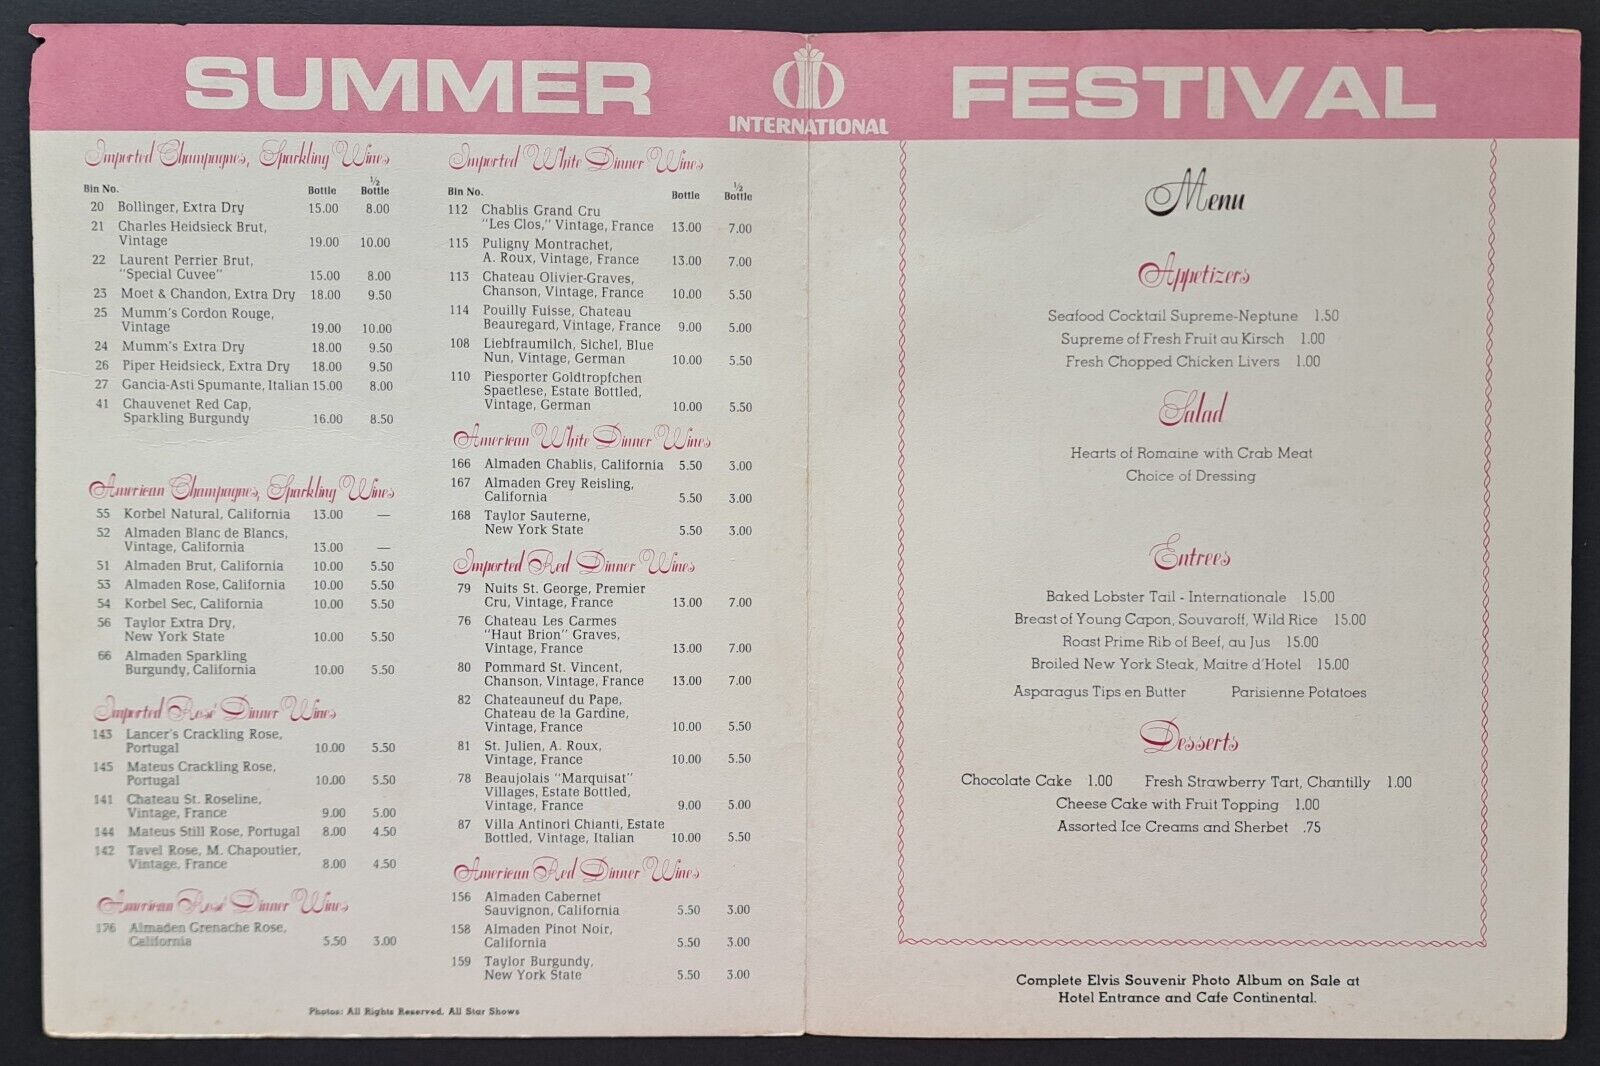 SUMMER INTERNATIONAL FESTIVAL
Imported Champagnes, Sparkling Wines
Bin No. Bottle ½ Bottle
20 Bollinger, Extra Dry 15.00 8.00
21 Charles Heidsieck Brut,
Vintage 19.00 10.00
22 Laurent Perrier Brut,
"Special Cuvee" 15.00 8.00
23 Moet & Chandon, Extra Dry 18.00 9.50
25 Mumm's Cordon Rouge,
Vintage 19.00 10.00
24 Mumm's Extra Dry 18.00 9.50
26 Piper Heidsieck, Extra Dry 18.00 9.50
27 Gancia-Asti Spumante, Italian 15.00 8.00
41 Chauvenet Red Cap,
Sparkling Burgundy 16.00 8.50
American Champagnes, Sparkling Wines
55 Korbel Natural, California 13.00 —
52 Almaden Blanc de Blancs,
Vintage, California 13.00 —
51 Almaden Brut, California 10.00 5.50
53 Almaden Rose, California 10.00 5.50
54 Korbel Sec, California 10.00 5.50
56 Taylor Extra Dry,
New York State 10.00 5.50
66 Almaden Sparkling
Burgundy, California 10.00 5.50
Imported Rosé Dinner Wines
143 Lancer's Crackling Rose,
Portugal 10.00 5.50
145 Mateus Crackling Rose,
Portugal 10.00 5.50
141 Chateau St. Roseline,
Vintage, France 9.00 5.00
144 Mateus Still Rose, Portugal 8.00 4.50
142 Tavel Rose, M. Chapoutier,
Vintage, France 8.00 4.50
American Rosé Dinner Wines
176 Almaden Grenache Rose,
California 5.50 3.00
Imported White Dinner Wines
Bin No. Bottle ½ Bottle
112 Chablis Grand Cru
"Les Clos," Vintage, France 13.00 7.00
115 Puligny Montrachet,
A. Roux, Vintage, France 13.00 7.00
113 Chateau Olivier-Graves,
Chanson, Vintage, France 10.00 5.50
114 Pouilly Fuisse, Chateau
Beauregard, Vintage, France 9.00 5.00
108 Liebfraumilch, Sichel, Blue
Nun, Vintage, German 10.00 5.50
110 Piesporter Goldtropfchen
Spaetlese, Estate Bottled,
Vintage, German 10.00 5.50
American White Dinner Wines
166 Almaden Chablis, California 5.50 3.00
167 Almaden Grey Reisling,
California 5.50 3.00
168 Taylor Sauterne,
New York State 5.50 3.00
Imported Red Dinner Wines
79 Nuits St. George, Premier
Cru, Vintage, France 13.00 7.00
76 Chateau Les Carmes
"Haut Brion" Graves,
Vintage, France 13.00 7.00
80 Pommard St. Vincent,
Chanson, Vintage, France 13.00 7.00
82 Chateauneuf du Pape,
Chateau de la Gardine,
Vintage, France 10.00 5.50
81 St. Julien, A. Roux,
Vintage, France 10.00 5.50
78 Beaujolais "Marquisat"
Villages, Estate Bottled,
Vintage, France 9.00 5.00
87 Villa Antinori Chianti, Estate
Bottled, Vintage, Italian 10.00 5.50
American Red Dinner Wines
156 Almaden Cabernet
Sauvignon, California 5.50 3.00
158 Almaden Pinot Noir,
California 5.50 3.00
159 Taylor Burgundy,
New York State 5.50 3.00
Photos: All Rights Reserved, All Star Shows
Menu
Appetizers
Seafood Cocktail Supreme-Neptune 1.50
Supreme of Fresh Fruit au Kirsch 1.00
Fresh Chopped Chicken Livers 1.00
Salad
Hearts of Romaine with Crab Meat
Choice of Dressing
Entrees
Baked Lobster Tail - Internationale 15.00
Breast of Young Capon, Souvaroff, Wild Rice 15.00
Roast Prime Rib of Beef, au Jus 15.00
Broiled New York Steak, Maitre d'Hotel 15.00
Asparagus Tips en Butter Parisienne Potatoes
Desserts
Chocolate Cake 1.00 Fresh Strawberry Tart, Chantilly 1.00
Cheese Cake with Fruit Topping 1.00
Assorted Ice Creams and Sherbet .75
Complete Elvis Souvenir Photo Album on Sale at
Hotel Entrance and Cafe Continental.